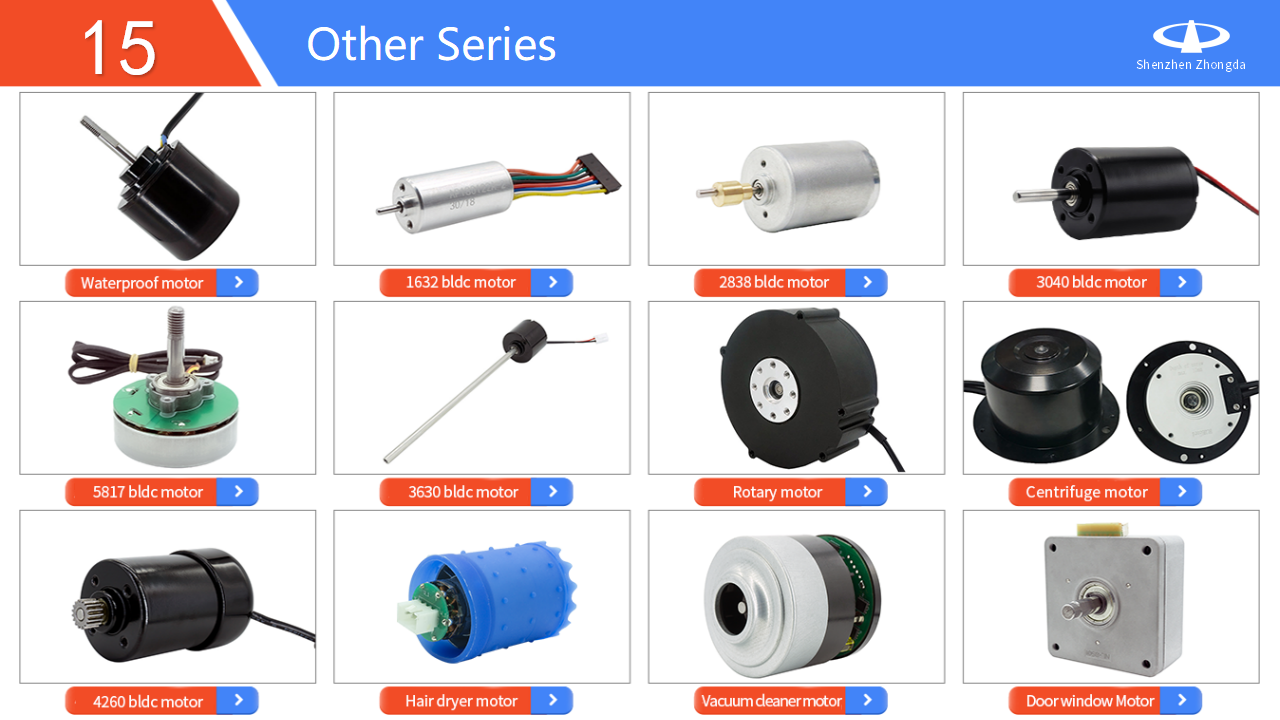 15
Other Series
Shenzhen Zhongda
Waterproof motor
1632 bldc motor
2838 bldc motor
3040 bldc motor
5817 bldc motor
3630 bldc motor
Rotary motor
Centrifuge motor
4260 bldc motor
Hair dryer motor
Vacuum cleaner motor
Door window Motor